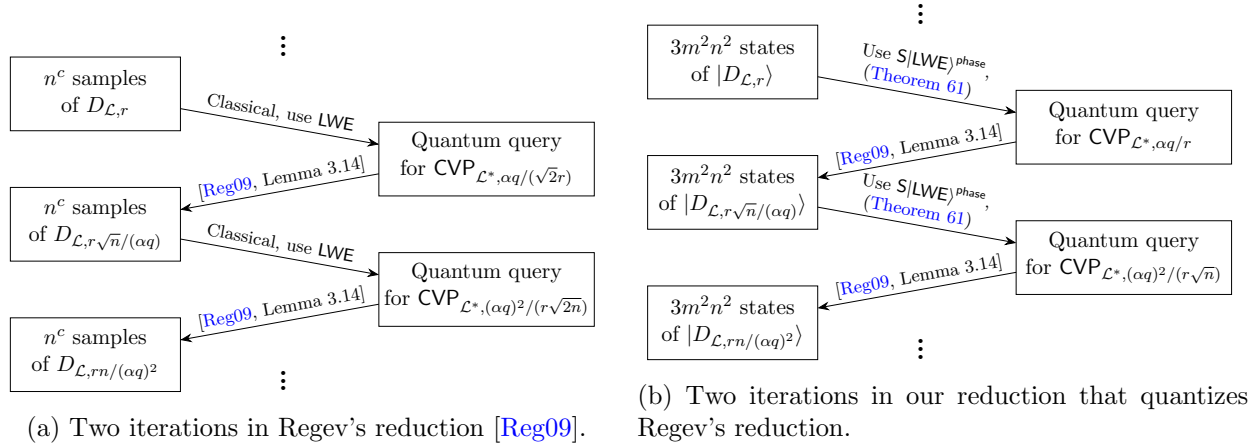 ⋮
n^c samples
of D_{𝓛,r}
Classical, use LWE
Quantum query
for CVP_{𝓛*,αq/(√2r)}
[Reg09, Lemma 3.14]
n^c samples
of D_{𝓛,r√n/(αq)}
Classical, use LWE
Quantum query
for CVP_{𝓛*,(αq)²/(r√2n)}
[Reg09, Lemma 3.14]
n^c samples
of D_{𝓛,rn/(αq)²}
⋮
(a) Two iterations in Regev's reduction [Reg09].
⋮
3m²n² states
of |D_{𝓛,r}⟩
Use S|LWE⟩^{phase},
(Theorem 61)
Quantum query
for CVP_{𝓛*,αq/r}
[Reg09, Lemma 3.14]
3m²n² states
of |D_{𝓛,r√n/(αq)}⟩
Use S|LWE⟩^{phase},
(Theorem 61)
Quantum query
for CVP_{𝓛*,(αq)²/(r√n)}
[Reg09, Lemma 3.14]
3m²n² states
of |D_{𝓛,rn/(αq)²}⟩
⋮
(b) Two iterations in our reduction that quantizes
Regev's reduction.